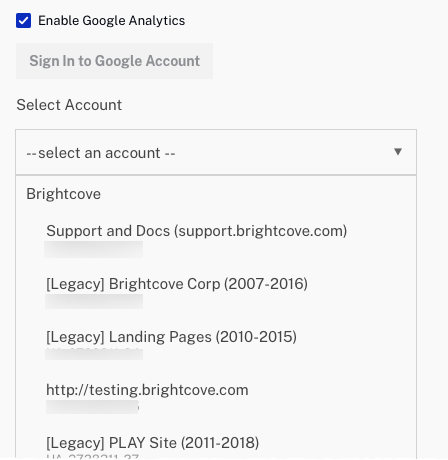 Enable Google Analytics
Sign In to Google Account
Select Account
--select an account --
Brightcove
Support and Docs (support.brightcove.com)
[Legacy] Brightcove Corp (2007-2016)
[Legacy] Landing Pages (2010-2015)
http://testing.brightcove.com
[Legacy] PLAY Site (2011-2018)